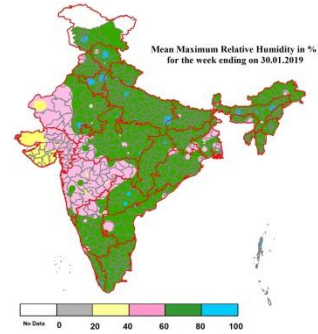 Mean Maximum Relative Humidity in %
for the week ending on 30.01.2019
No Data 0 20 40 60 80 100